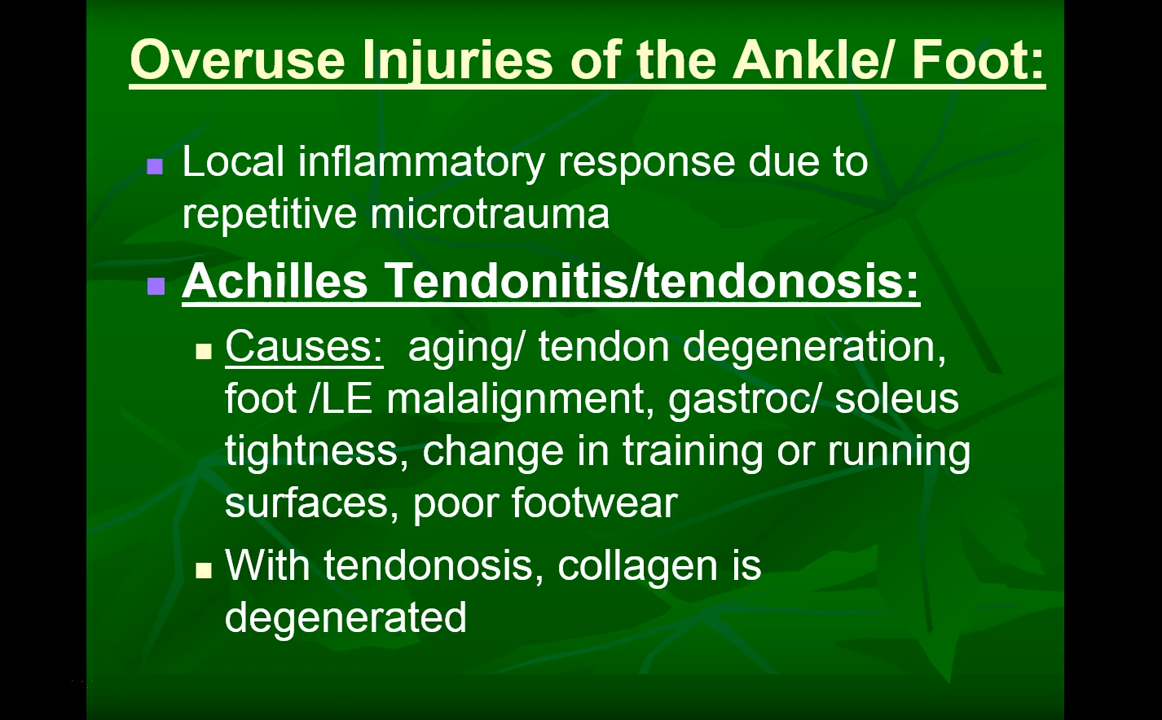 Overuse Injuries of the Ankle/ Foot:
Local inflammatory response due to
repetitive microtrauma
Achilles Tendonitis/tendonosis:
Causes: aging/ tendon degeneration,
foot /LE malalignment, gastroc/ soleus
tightness, change in training or running
surfaces, poor footwear
With tendonosis, collagen is
degenerated